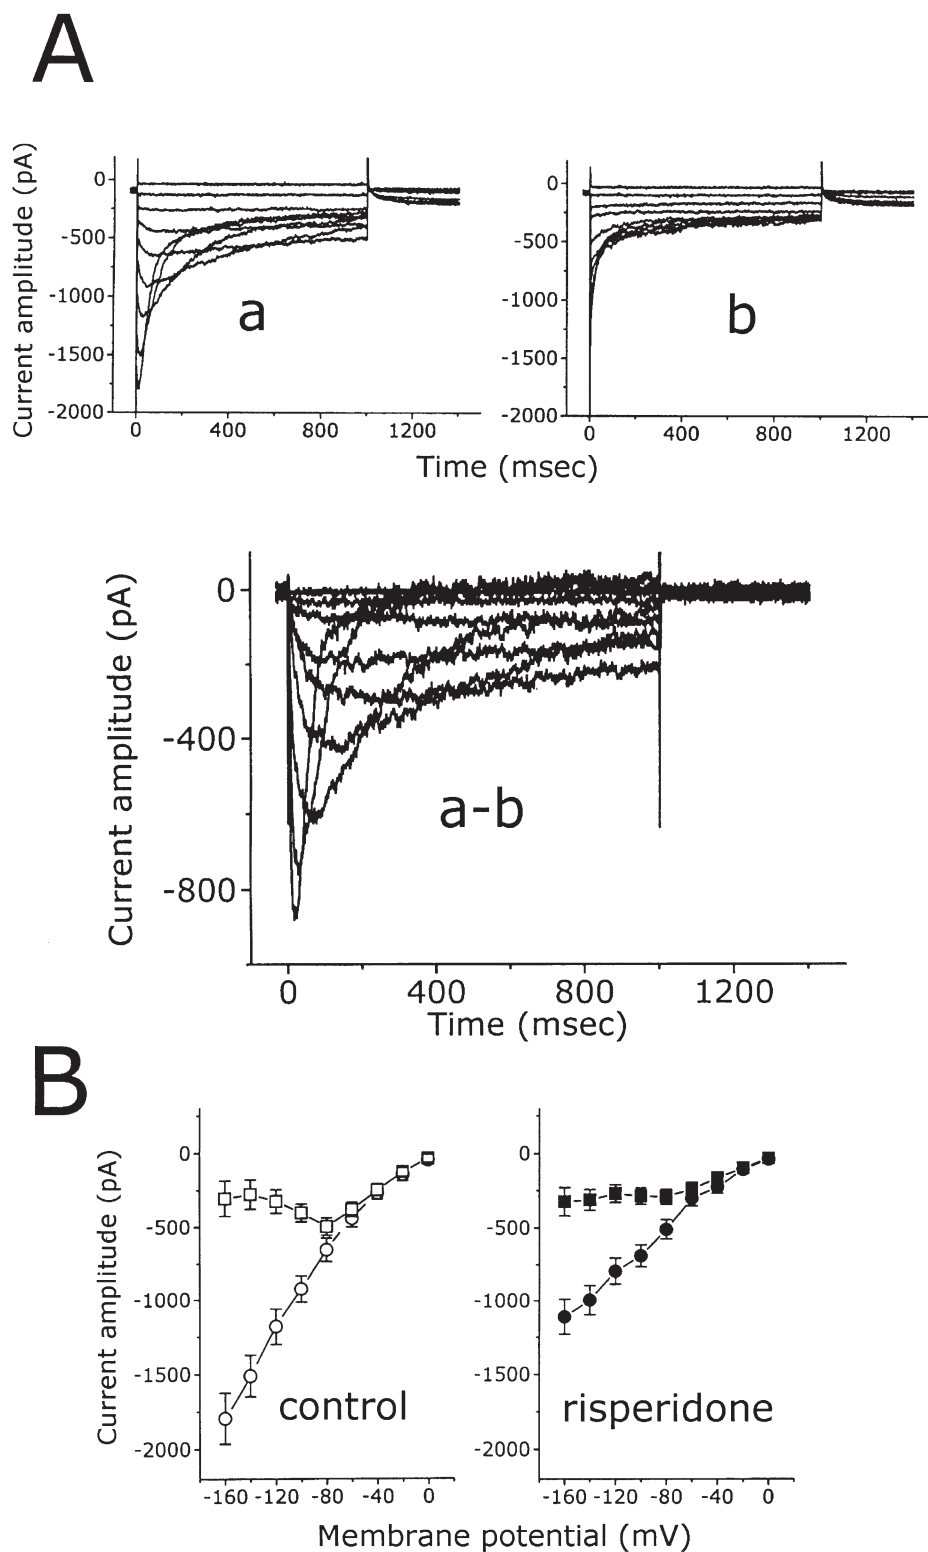 A
Current amplitude (pA)
0
-500
-1000
-1500
-2000
a
0 400 800 1200
0
-500
-1000
-1500
-2000
b
0 400 800 1200
Time (msec)
Current amplitude (pA)
0
-400
-800
a-b
0 400 800 1200
Time (msec)
B
Current amplitude (pA)
0
-500
-1000
-1500
-2000
control
-160 -120 -80 -40 0
0
-500
-1000
-1500
-2000
risperidone
-160 -120 -80 -40 0
Membrane potential (mV)